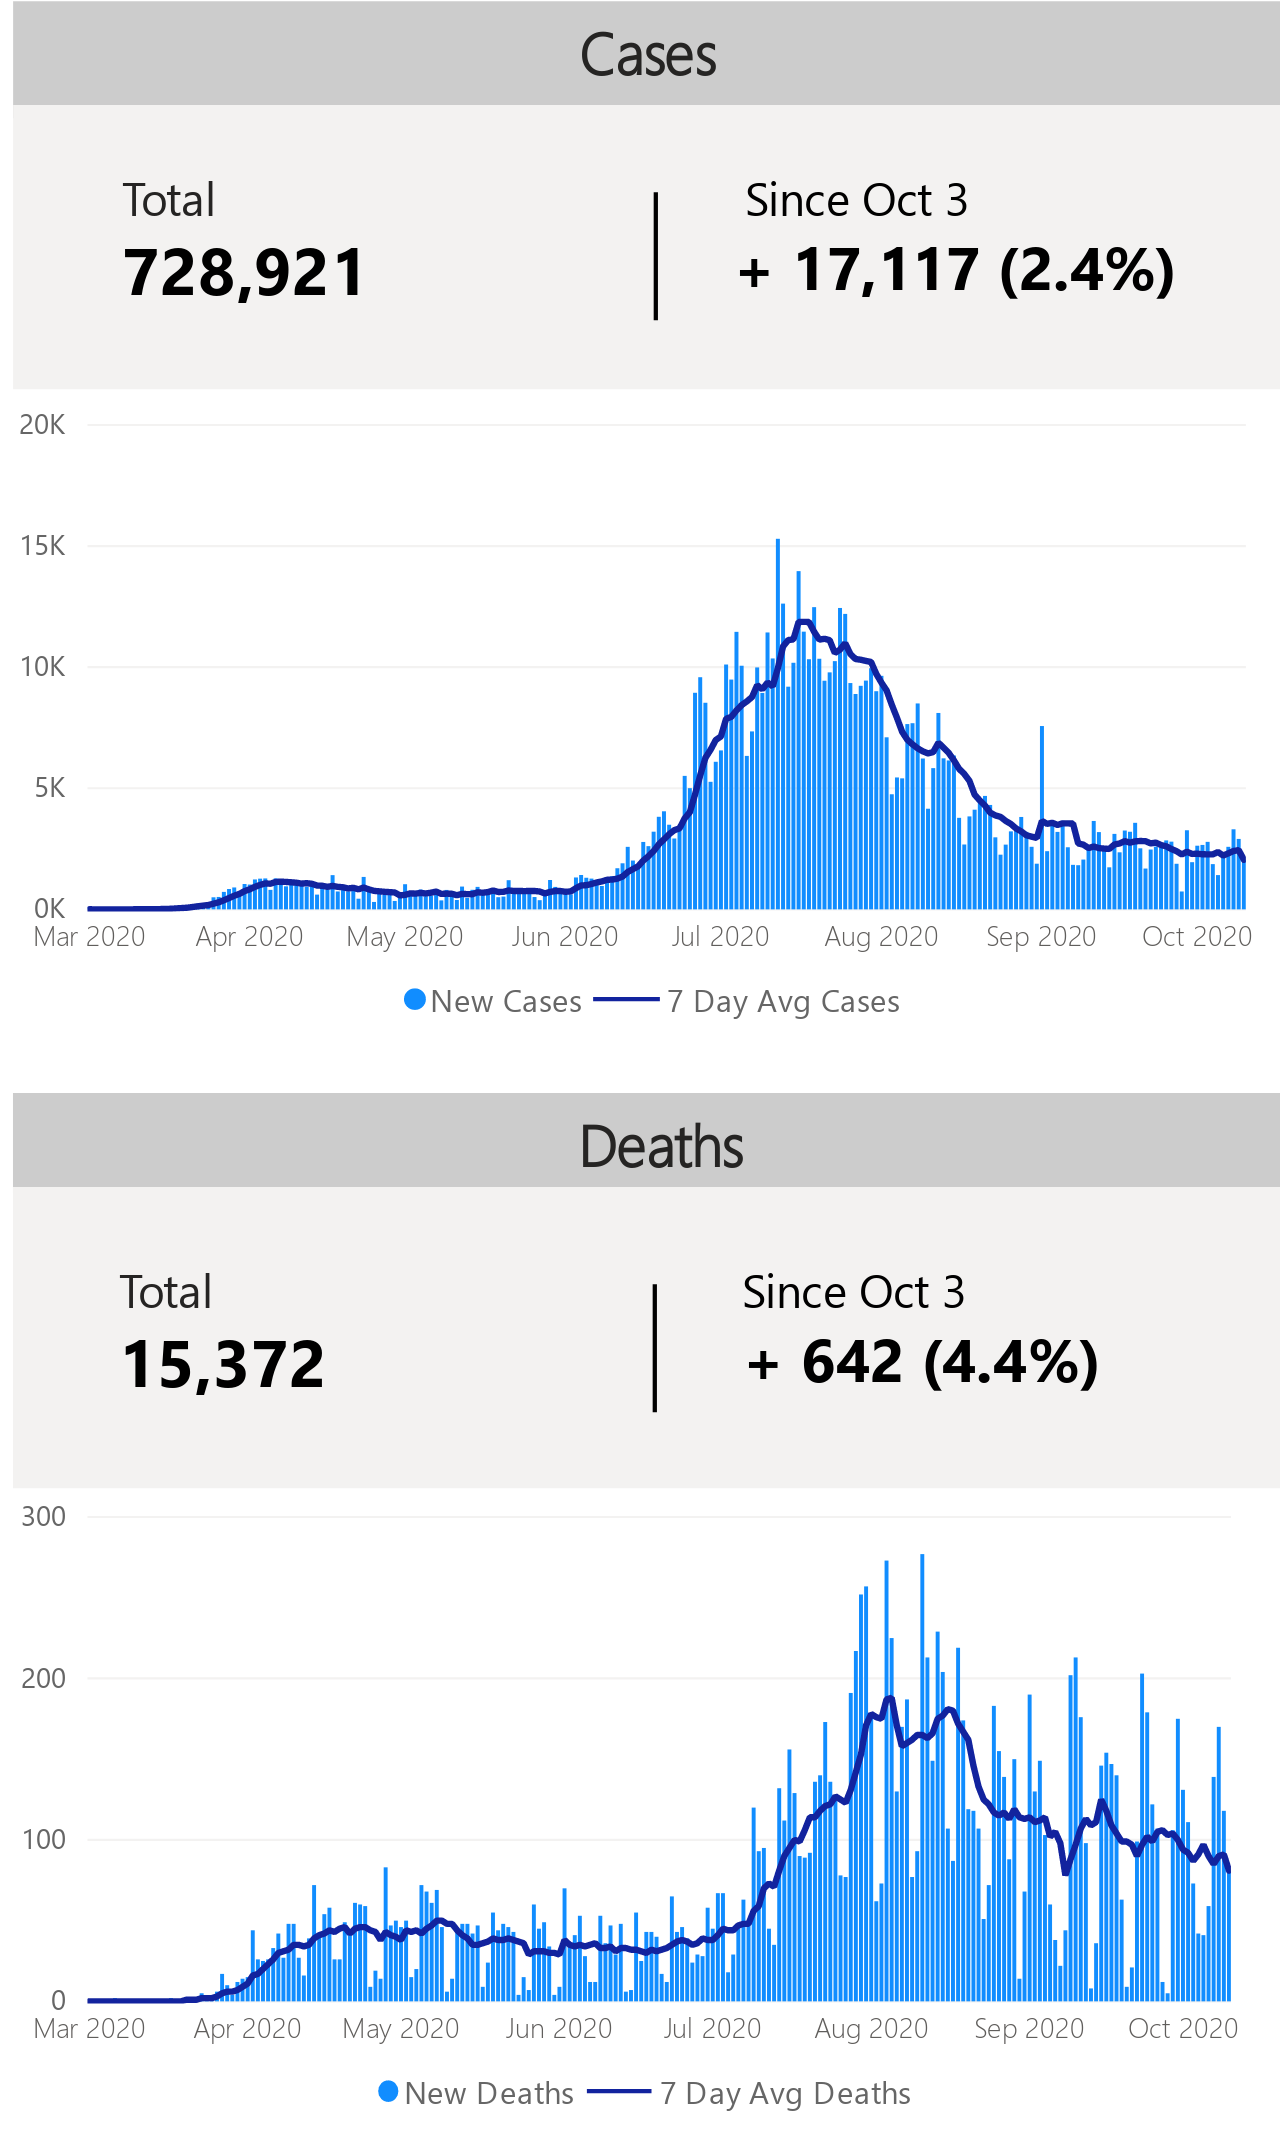 Cases
Total
Since Oct 3
728,921
+ 17,117 (2.4%)
20K
15K
10K
5K
0K
Mar 2020 Apr 2020 May 2020 Jun 2020 Jul 2020 Aug 2020 Sep 2020 Oct 2020
New Cases 7 Day Avg Cases
Deaths
Total
Since Oct 3
15,372
+ 642 (4.4%)
300
200
100
0
Mar 2020 Apr 2020 May 2020 Jun 2020 Jul 2020 Aug 2020 Sep 2020 Oct 2020
New Deaths 7 Day Avg Deaths